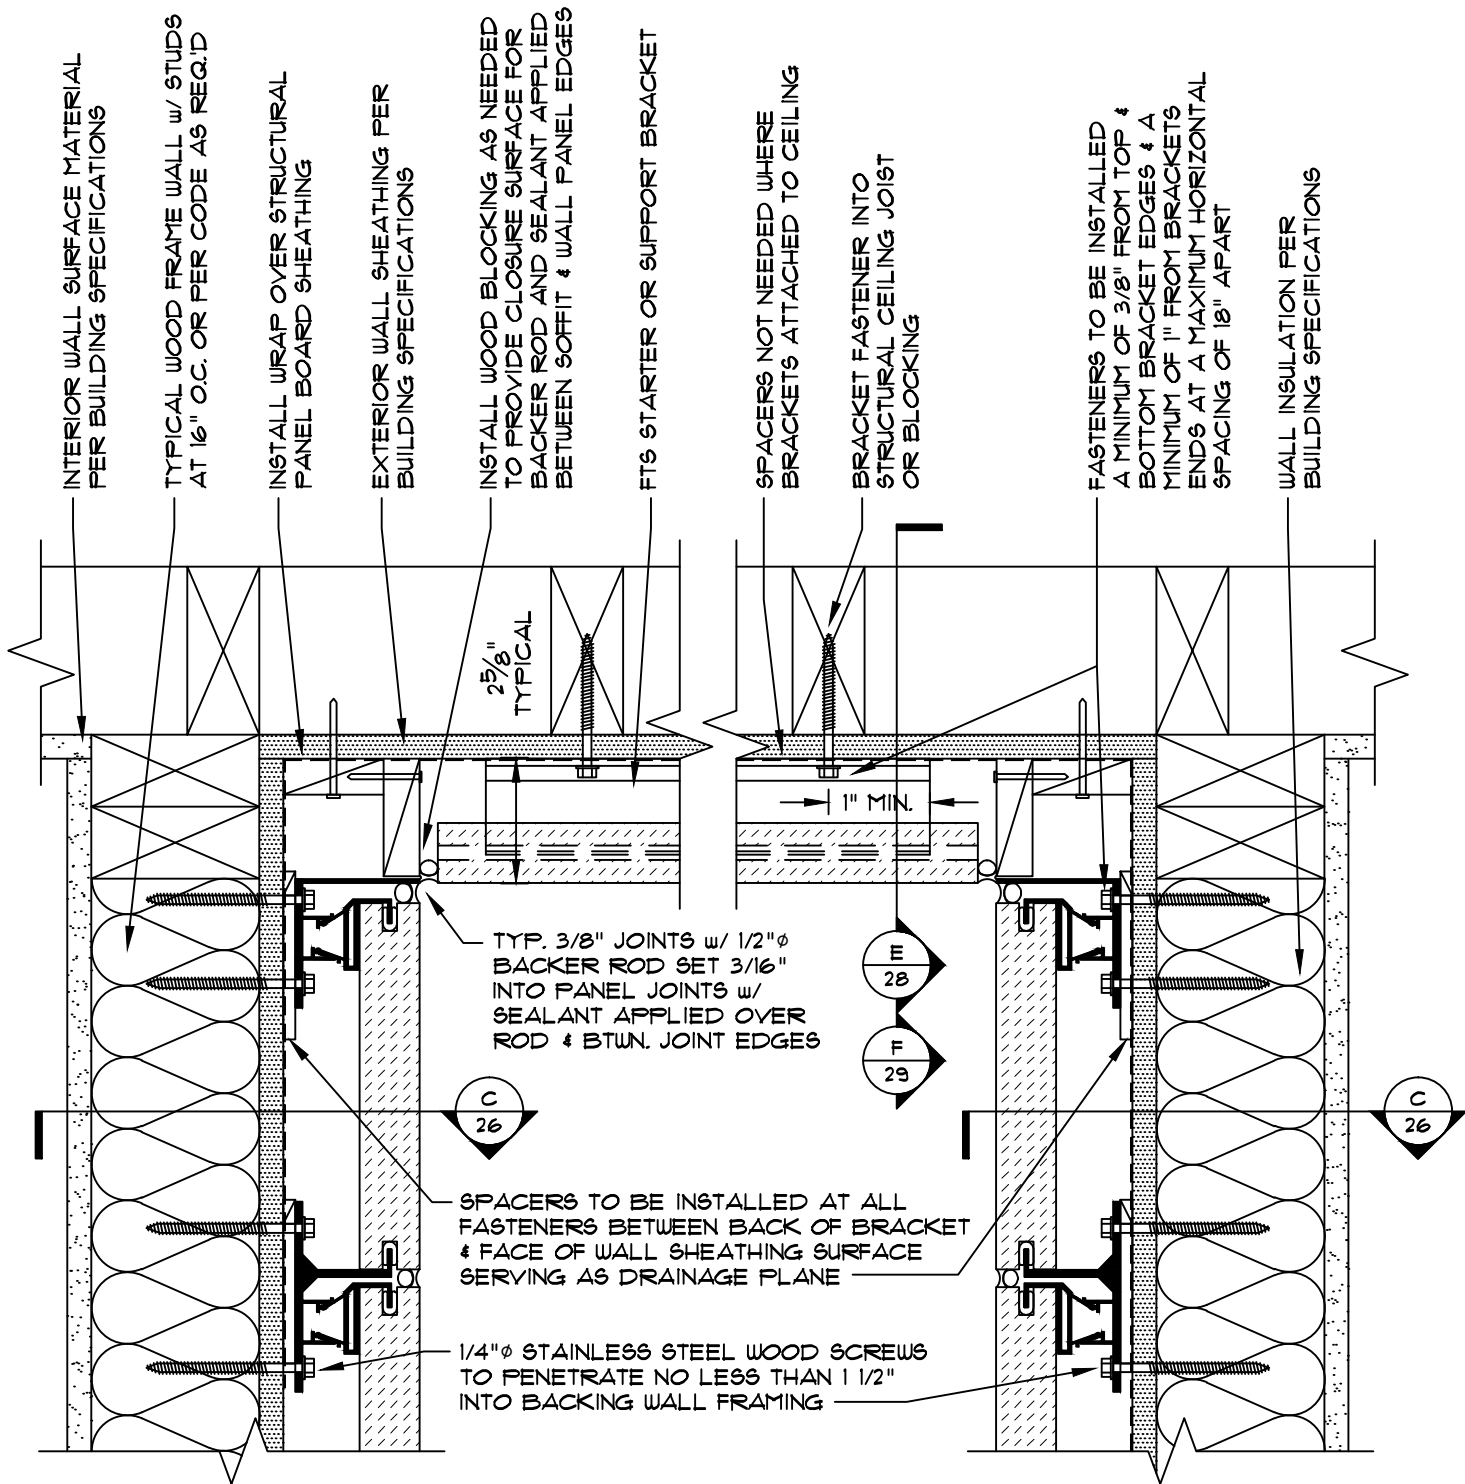 INTERIOR WALL SURFACE MATERIAL
PER BUILDING SPECIFICATIONS
TYPICAL WOOD FRAME WALL w/ STUDS
AT 16" O.C. OR PER CODE AS REQ.'D
INSTALL WRAP OVER STRUCTURAL
PANEL BOARD SHEATHING
EXTERIOR WALL SHEATHING PER
BUILDING SPECIFICATIONS
INSTALL WOOD BLOCKING AS NEEDED
TO PROVIDE CLOSURE SURFACE FOR
BACKER ROD AND SEALANT APPLIED
BETWEEN SOFFIT & WALL PANEL EDGES
FTS STARTER OR SUPPORT BRACKET
SPACERS NOT NEEDED WHERE
BRACKETS ATTACHED TO CEILING
BRACKET FASTENER INTO
STRUCTURAL CEILING JOIST
OR BLOCKING
FASTENERS TO BE INSTALLED
A MINIMUM OF 3/8" FROM TOP &
BOTTOM BRACKET EDGES & A
MINIMUM OF 1" FROM BRACKETS
ENDS AT A MAXIMUM HORIZONTAL
SPACING OF 18" APART
WALL INSULATION PER
BUILDING SPECIFICATIONS
2 5/8"
TYPICAL
1" MIN.
TYP. 3/8" JOINTS w/ 1/2"ø
BACKER ROD SET 3/16"
INTO PANEL JOINTS w/
SEALANT APPLIED OVER
ROD & BTWN. JOINT EDGES
E
28
F
29
C
26
C
26
SPACERS TO BE INSTALLED AT ALL
FASTENERS BETWEEN BACK OF BRACKET
& FACE OF WALL SHEATHING SURFACE
SERVING AS DRAINAGE PLANE
1/4"ø STAINLESS STEEL WOOD SCREWS
TO PENETRATE NO LESS THAN 1 1/2"
INTO BACKING WALL FRAMING